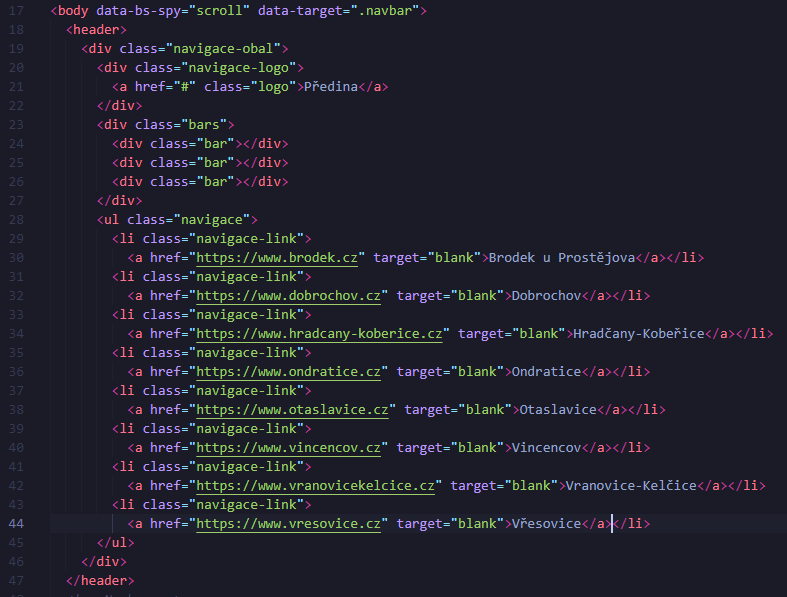 17 <body data-bs-spy="scroll" data-target=".navbar">
18 <header>
19 <div class="navigace-obal">
20 <div class="navigace-logo">
21 <a href="#" class="logo">Předina</a>
22 </div>
23 <div class="bars">
24 <div class="bar"></div>
25 <div class="bar"></div>
26 <div class="bar"></div>
27 </div>
28 <ul class="navigace">
29 <li class="navigace-link">
30 <a href="https://www.brodek.cz" target="blank">Brodek u Prostějova</a></li>
31 <li class="navigace-link">
32 <a href="https://www.dobrochov.cz" target="blank">Dobrochov</a></li>
33 <li class="navigace-link">
34 <a href="https://www.hradcany-koberice.cz" target="blank">Hradčany-Kobeřice</a></li>
35 <li class="navigace-link">
36 <a href="https://www.ondratice.cz" target="blank">Ondratice</a></li>
37 <li class="navigace-link">
38 <a href="https://www.otaslavice.cz" target="blank">Otaslavice</a></li>
39 <li class="navigace-link">
40 <a href="https://www.vincencov.cz" target="blank">Vincencov</a></li>
41 <li class="navigace-link">
42 <a href="https://www.vranovicekelcice.cz" target="blank">Vranovice-Kelčice</a></li>
43 <li class="navigace-link">
44 <a href="https://www.vresovice.cz" target="blank">Vřesovice</a></li>
45 </ul>
46 </div>
47 </header>